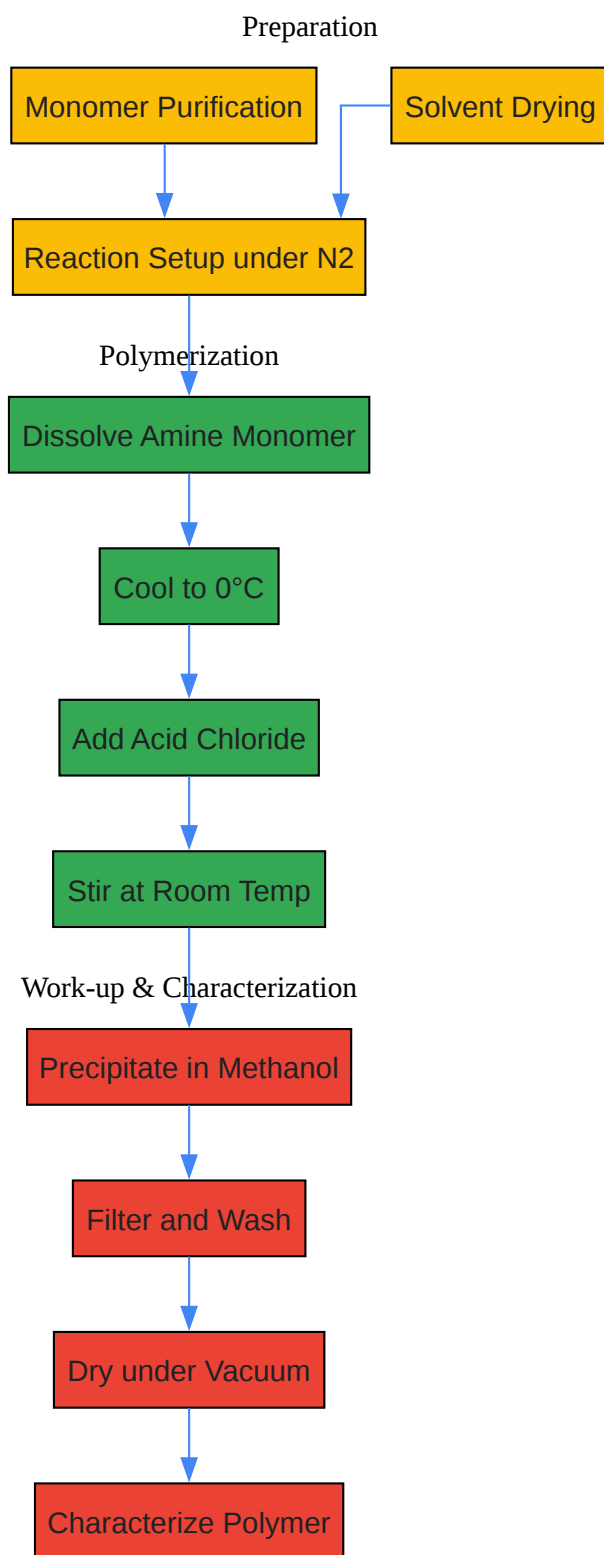 Preparation
Monomer Purification
Solvent Drying
Reaction Setup under N2
Polymerization
Dissolve Amine Monomer
Cool to 0°C
Add Acid Chloride
Stir at Room Temp
Work-up & Characterization
Precipitate in Methanol
Filter and Wash
Dry under Vacuum
Characterize Polymer